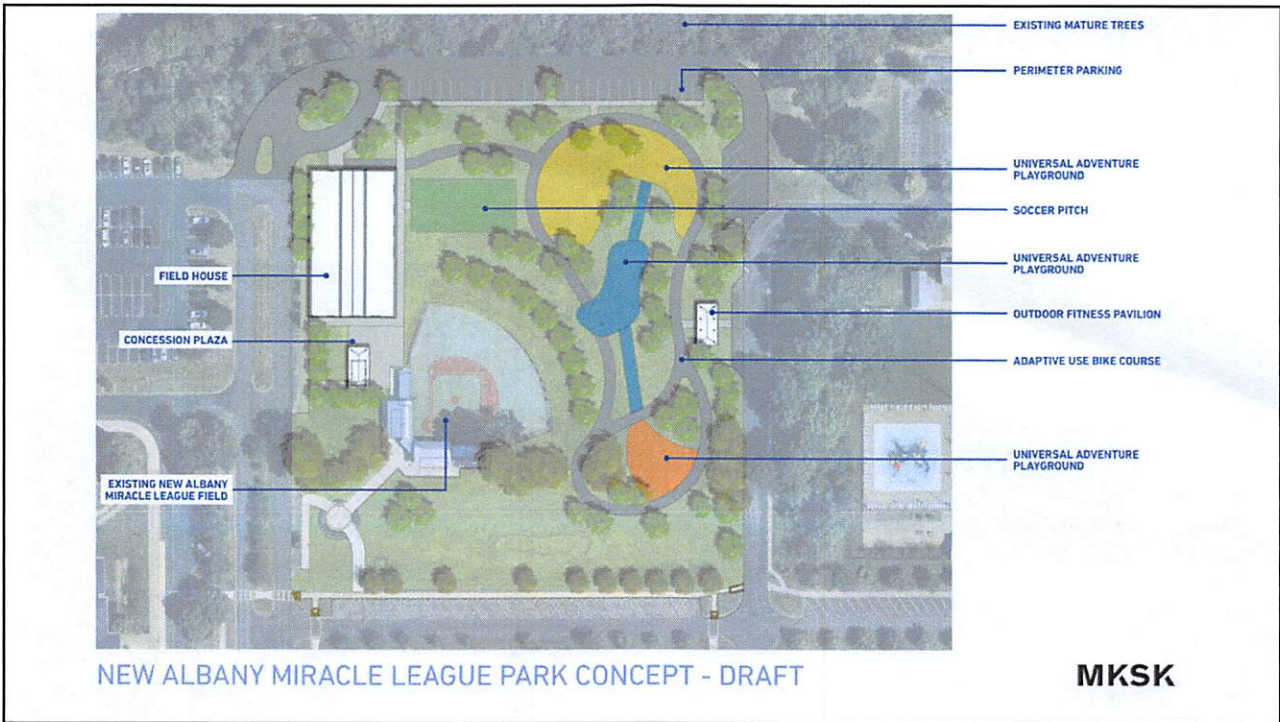 EXISTING MATURE TREES
PERIMETER PARKING
UNIVERSAL ADVENTURE
PLAYGROUND
SOCCER PITCH
UNIVERSAL ADVENTURE
PLAYGROUND
FIELD HOUSE
OUTDOOR FITNESS PAVILION
CONCESSION PLAZA
ADAPTIVE USE BIKE COURSE
UNIVERSAL ADVENTURE
PLAYGROUND
EXISTING NEW ALBANY
MIRACLE LEAGUE FIELD
NEW ALBANY MIRACLE LEAGUE PARK CONCEPT - DRAFT
MKSK